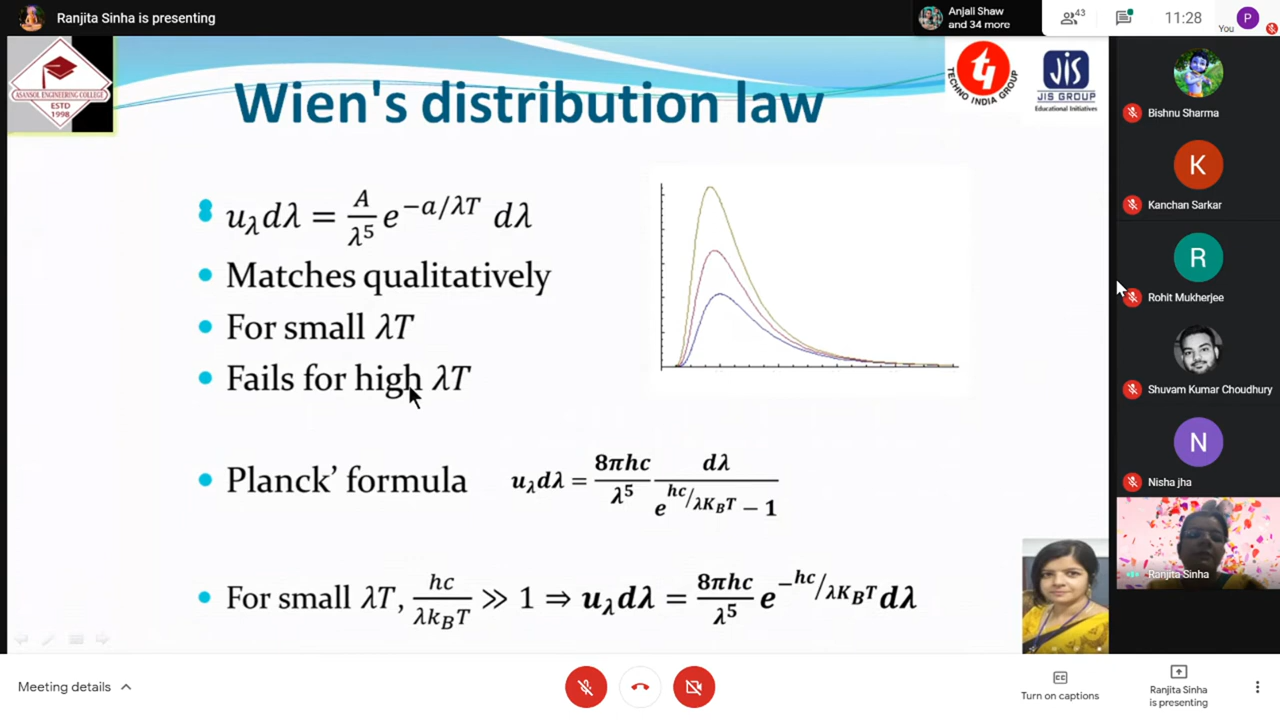 Ranjita Sinha is presenting
Anjali Shaw
and 34 more
43
11:28
You
P
ASANSOL ENGINEERING COLLEGE
ESTD
1998
Wien's distribution law
TECHNO INDIA GROUP
JIS
JIS GROUP
Educational Initiatives
• u_λ dλ = A/λ⁵ e^(−a/λT) dλ
• Matches qualitatively
• For small λT
• Fails for high λT
• Planck’ formula u_λ dλ = 8πhc/λ⁵ dλ/(e^(hc/λK_BT) − 1)
• For small λT, hc/λk_BT ≫ 1 ⇒ u_λ dλ = 8πhc/λ⁵ e^(−hc/λK_BT) dλ
Bishnu Sharma
K
Kanchan Sarkar
R
Rohit Mukherjee
Shuvam Kumar Choudhury
N
Nisha jha
Ranjita Sinha
Meeting details
CC
Turn on captions
Ranjita Sinha
is presenting